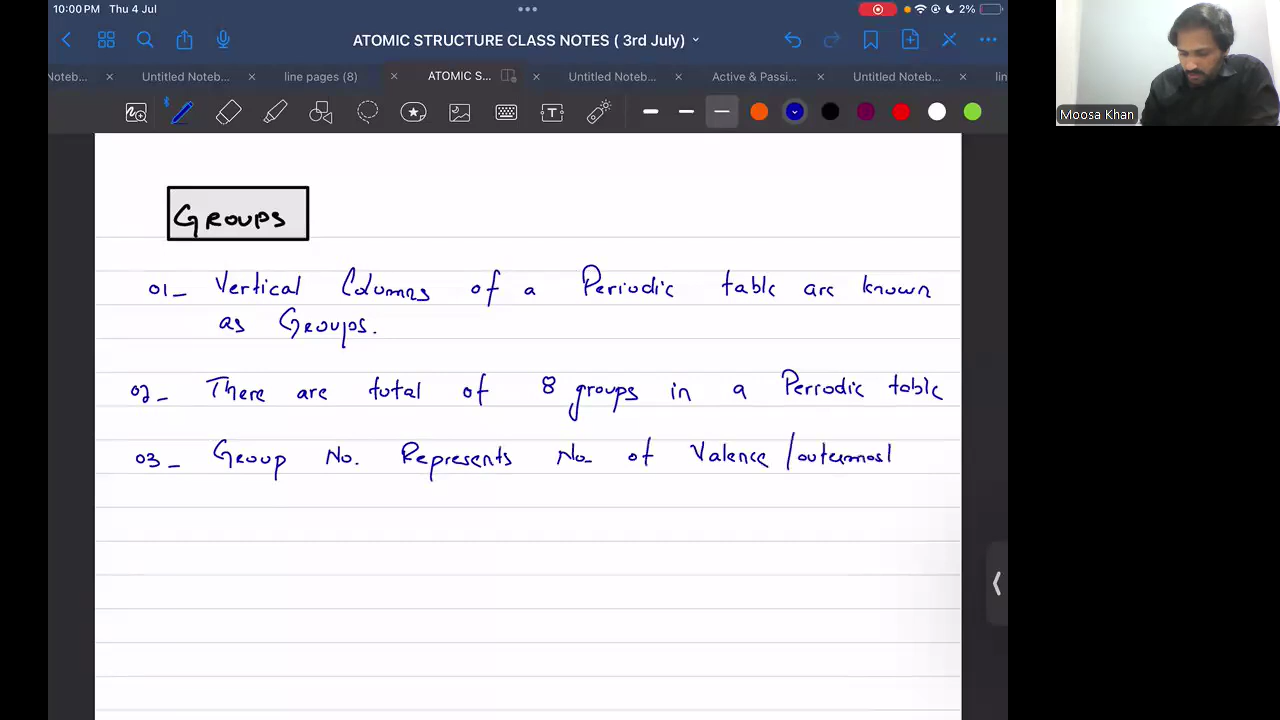 10:00 PM Thu 4 Jul
2%
ATOMIC STRUCTURE CLASS NOTES ( 3rd July)
Noteb... Untitled Noteb... line pages (8) ATOMIC S... Untitled Noteb... Active & Passi... Untitled Noteb... lin
Moosa Khan
GROUPS
01- Vertical Columns of a Periodic table are known
as Groups.
02- There are total of 8 groups in a Periodic table
03- Group No. Represents No. of Valence /outermost